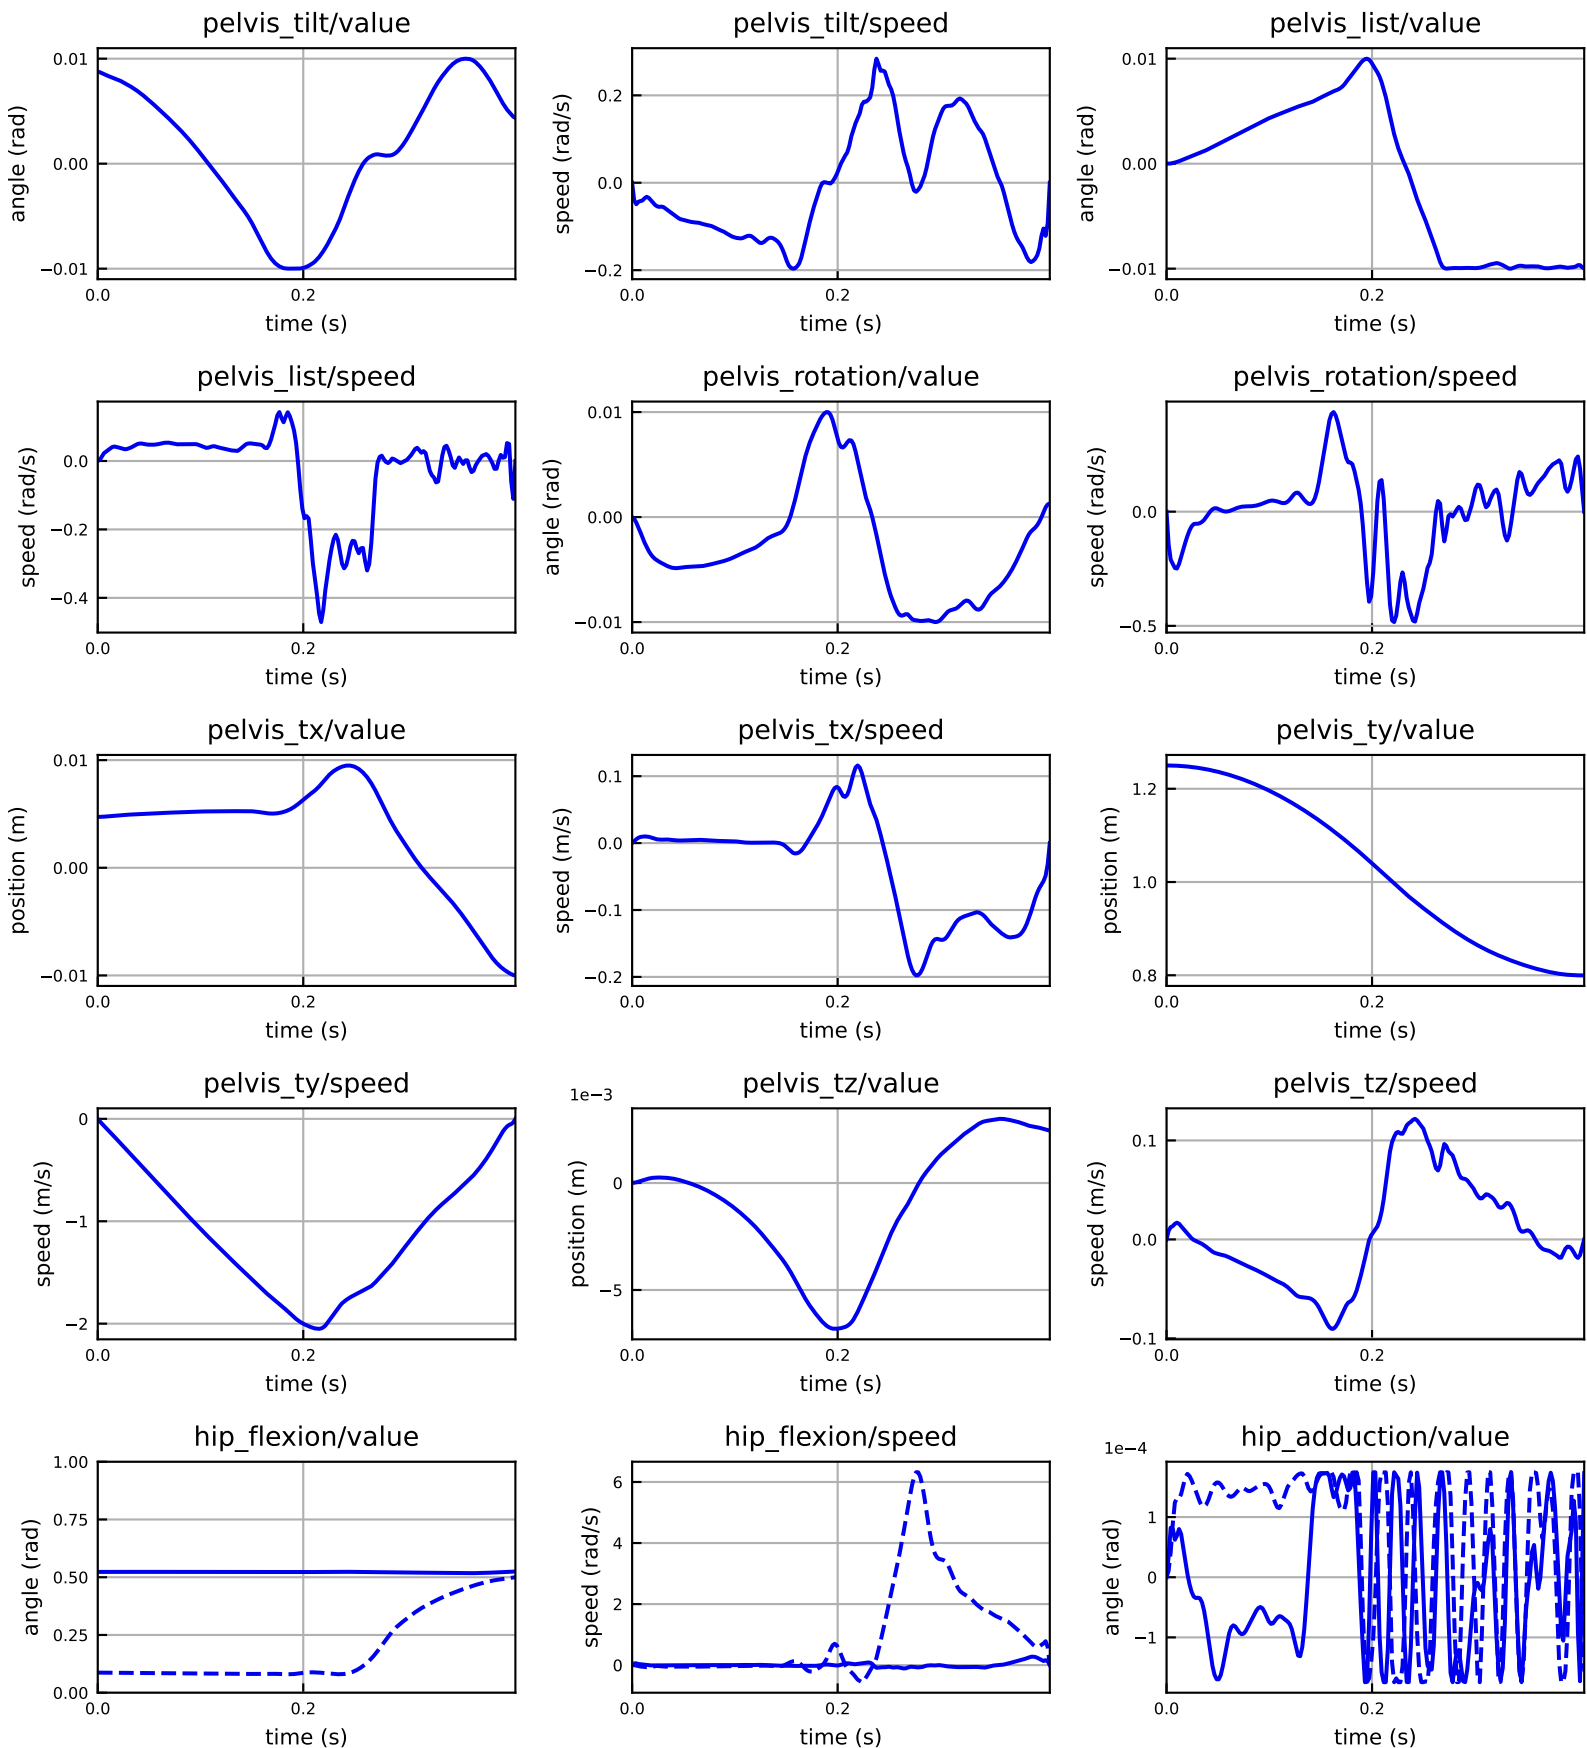 pelvis_tilt/value
angle (rad)
0.01
0.00
−0.01
0.0
0.2
time (s)
pelvis_tilt/speed
speed (rad/s)
0.2
0.0
−0.2
0.0
0.2
time (s)
pelvis_list/value
angle (rad)
0.01
0.00
−0.01
0.0
0.2
time (s)
pelvis_list/speed
speed (rad/s)
0.0
−0.2
−0.4
0.0
0.2
time (s)
pelvis_rotation/value
angle (rad)
0.01
0.00
−0.01
0.0
0.2
time (s)
pelvis_rotation/speed
speed (rad/s)
0.0
−0.5
0.0
0.2
time (s)
pelvis_tx/value
position (m)
0.01
0.00
−0.01
0.0
0.2
time (s)
pelvis_tx/speed
speed (m/s)
0.1
0.0
−0.1
−0.2
0.0
0.2
time (s)
pelvis_ty/value
position (m)
1.2
1.0
0.8
0.0
0.2
time (s)
pelvis_ty/speed
speed (m/s)
0
−1
−2
0.0
0.2
time (s)
pelvis_tz/value
1e−3
position (m)
0
−5
0.0
0.2
time (s)
pelvis_tz/speed
speed (m/s)
0.1
0.0
−0.1
0.0
0.2
time (s)
hip_flexion/value
angle (rad)
1.00
0.75
0.50
0.25
0.00
0.0
0.2
time (s)
hip_flexion/speed
speed (rad/s)
6
4
2
0
0.0
0.2
time (s)
hip_adduction/value
1e−4
angle (rad)
1
0
−1
0.0
0.2
time (s)